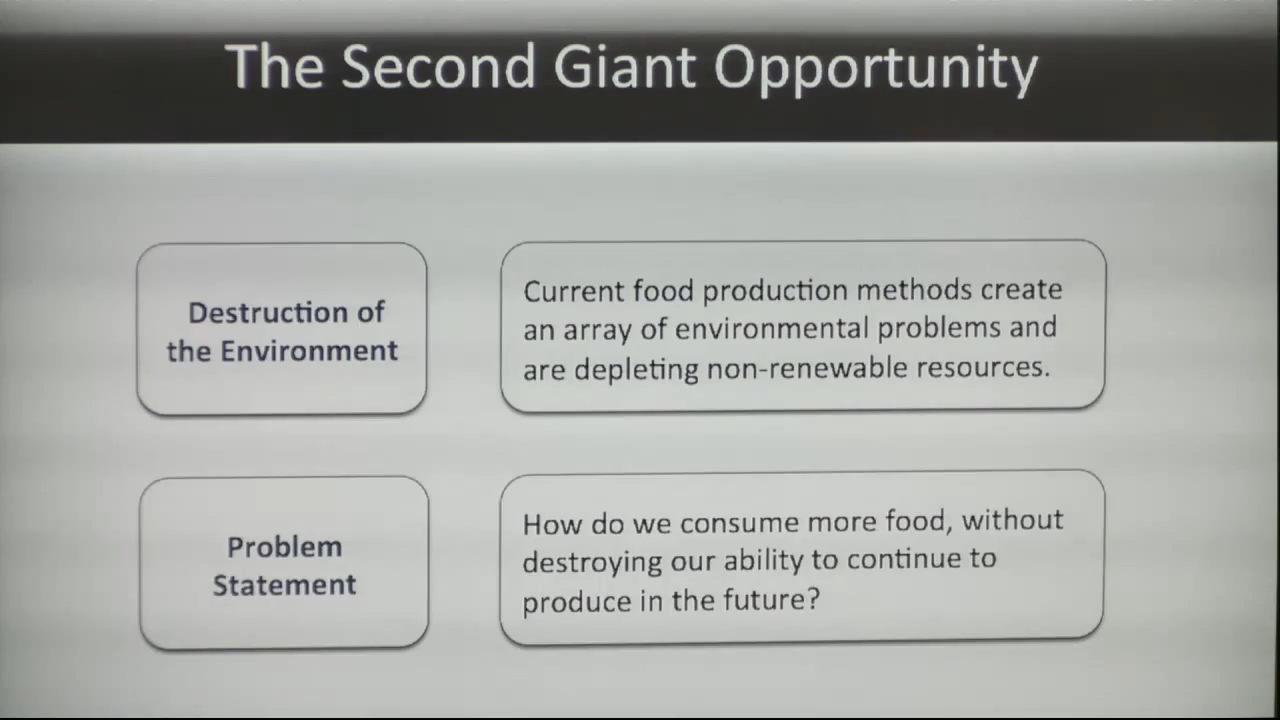 The Second Giant Opportunity
Destruction of
the Environment
Current food production methods create
an array of environmental problems and
are depleting non-renewable resources.
Problem
Statement
How do we consume more food, without
destroying our ability to continue to
produce in the future?